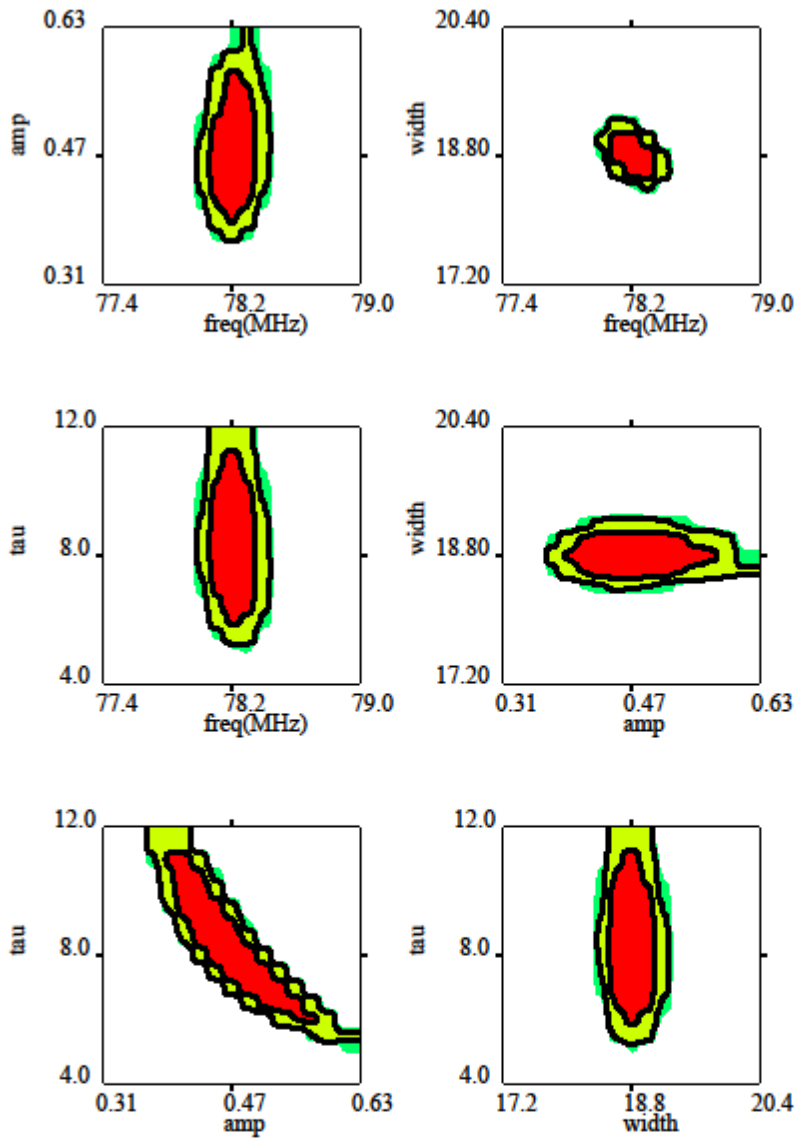 0.63
amp
0.47
0.31
77.4 78.2 79.0
freq(MHz)
20.40
width
18.80
17.20
77.4 78.2 79.0
freq(MHz)
12.0
tau
8.0
4.0
77.4 78.2 79.0
freq(MHz)
20.40
width
18.80
17.20
0.31 0.47 0.63
amp
12.0
tau
8.0
4.0
0.31 0.47 0.63
amp
12.0
tau
8.0
4.0
17.2 18.8 20.4
width